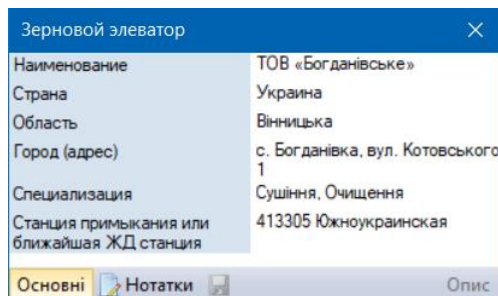 Зерновой элеватор
Наименование ТОВ «Богданівське»
Страна Украина
Область Вінницька
Город (адрес) с. Богданівка, вул. Котовського
1
Специализация Сушіння, Очищення
Станция примыкания или 413305 Южноукраинская
ближайшая ЖД станция
Основні Нотатки Опис